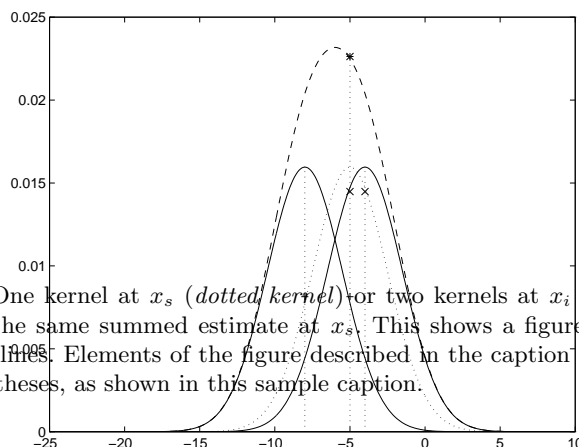 0.025
0.02
0.015
0.01
One kernel at x_s (dotted kernel) or two kernels at x_i
he same summed estimate at x_s. This shows a figure
0.005
lines. Elements of the figure described in the caption
theses, as shown in this sample caption.
0
−25 −20 −15 −10 −5 0 5 10